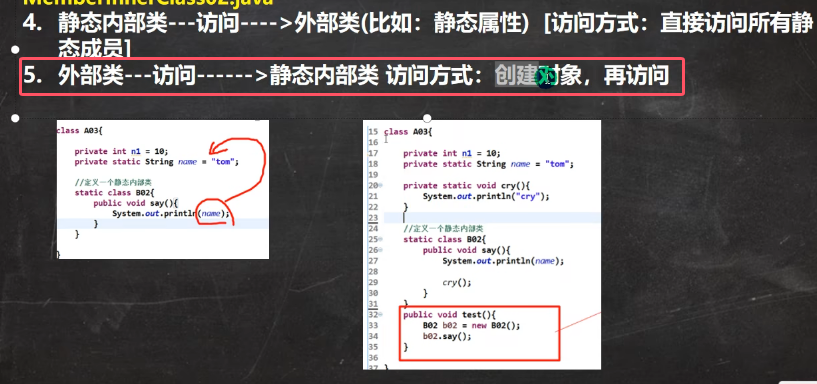 MemberInnerClass02.java
4. 静态内部类---访问---->外部类(比如：静态属性) [访问方式：直接访问所有静
态成员]
5. 外部类---访问------>静态内部类 访问方式：创建对象，再访问
class A03{
private int n1 = 10;
private static String name = "tom";
//定义一个静态内部类
static class B02{
public void say(){
System.out.println(name);
}
}
}
15 class A03{
16
17 private int n1 = 10;
18 private static String name = "tom";
19
20 private static void cry(){
21 System.out.println("cry");
22 }
23
24 //定义一个静态内部类
25 static class B02{
26 public void say(){
27 System.out.println(name);
28
29 cry();
30 }
31 }
32 public void test(){
33 B02 b02 = new B02();
34 b02.say();
35 }
36
37 }